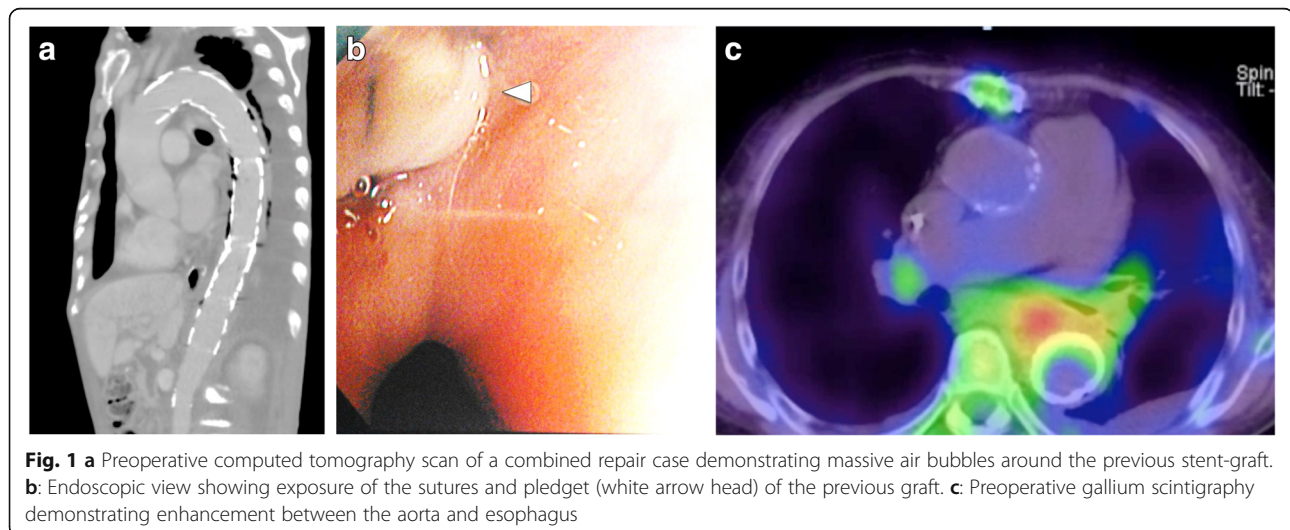 a
b
c
Spin
Tilt: -
Fig. 1 a Preoperative computed tomography scan of a combined repair case demonstrating massive air bubbles around the previous stent-graft.
b: Endoscopic view showing exposure of the sutures and pledget (white arrow head) of the previous graft. c: Preoperative gallium scintigraphy
demonstrating enhancement between the aorta and esophagus